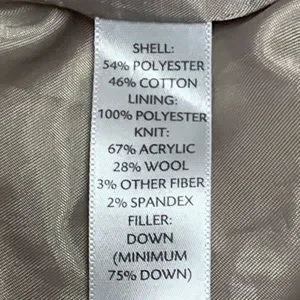 SHELL:
54% POLYESTER
46% COTTON
LINING:
100% POLYESTER
KNIT:
67% ACRYLIC
28% WOOL
3% OTHER FIBER
2% SPANDEX
FILLER:
DOWN
(MINIMUM
75% DOWN)